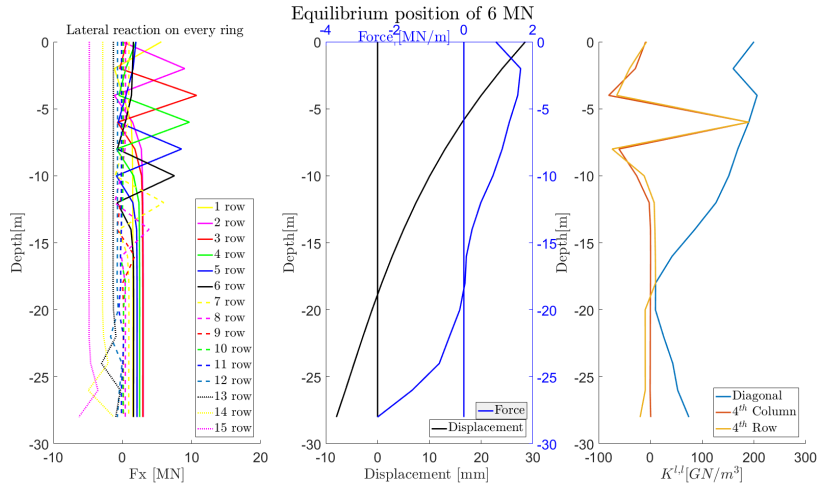 Equilibrium position of 6 MN
Lateral reaction on every ring
0
-5
-10
-15
-20
-25
-30
Depth[m]
-10
0
10
20
Fx [MN]
1 row
2 row
3 row
4 row
5 row
6 row
7 row
8 row
9 row
10 row
11 row
12 row
13 row
14 row
15 row
-4
-2
0
2
Force,[MN/m]
0
-5
-10
-15
-20
-25
-30
Depth[m]
0
-5
-10
-15
-20
-25
-30
-10
0
10
20
30
Displacement [mm]
Force
Displacement
0
-5
-10
-15
-20
-25
-30
Depth[m]
-100
0
100
200
300
K^{l,l}[GN/m^3]
Diagonal
4^{th} Column
4^{th} Row